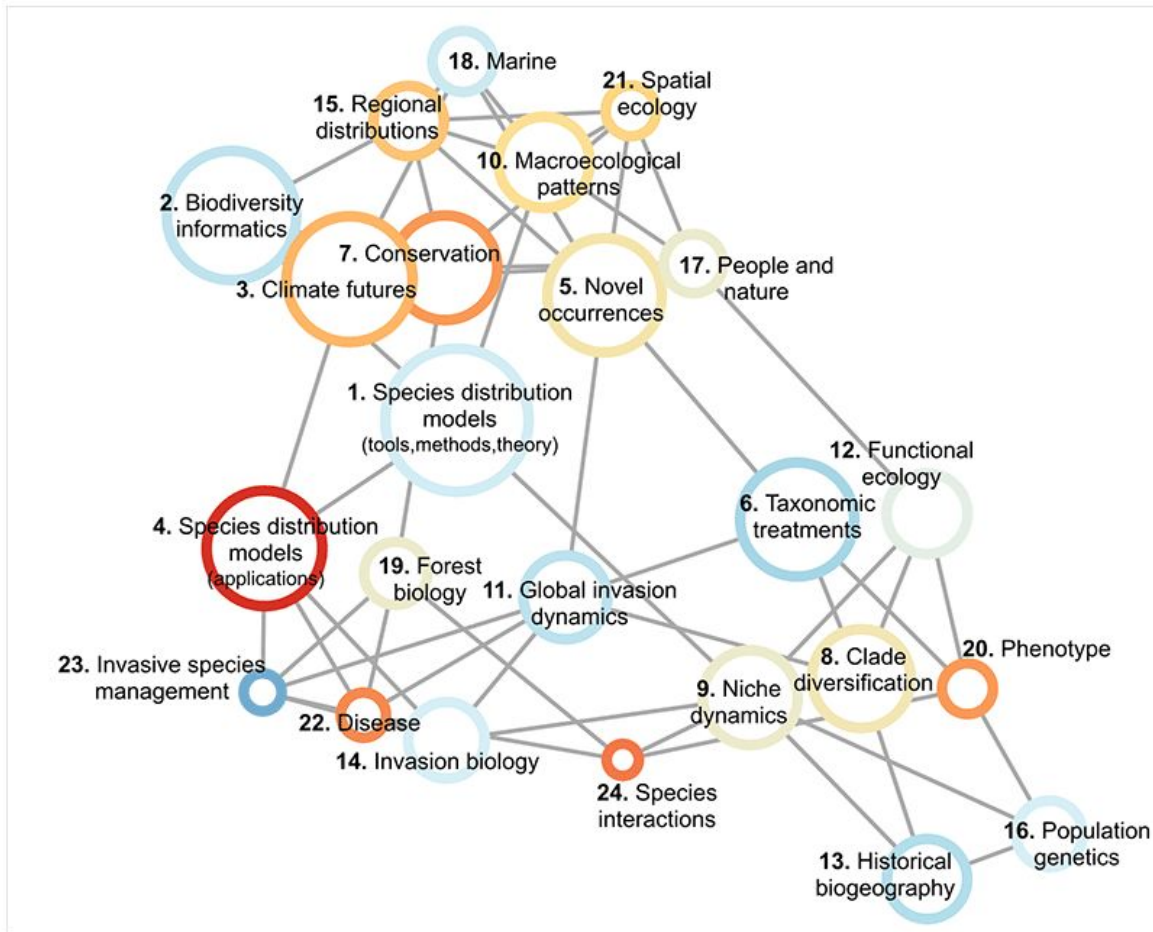 18. Marine
21. Spatial
ecology
15. Regional
distributions
10. Macroecological
patterns
2. Biodiversity
informatics
7. Conservation
17. People and
nature
3. Climate futures
5. Novel
occurrences
1. Species distribution
models
(tools,methods,theory)
12. Functional
ecology
6. Taxonomic
treatments
4. Species distribution
models
(applications)
19. Forest
biology
11. Global invasion
dynamics
23. Invasive species
management
8. Clade
diversification
20. Phenotype
9. Niche
dynamics
22. Disease
14. Invasion biology
24. Species
interactions
16. Population
genetics
13. Historical
biogeography